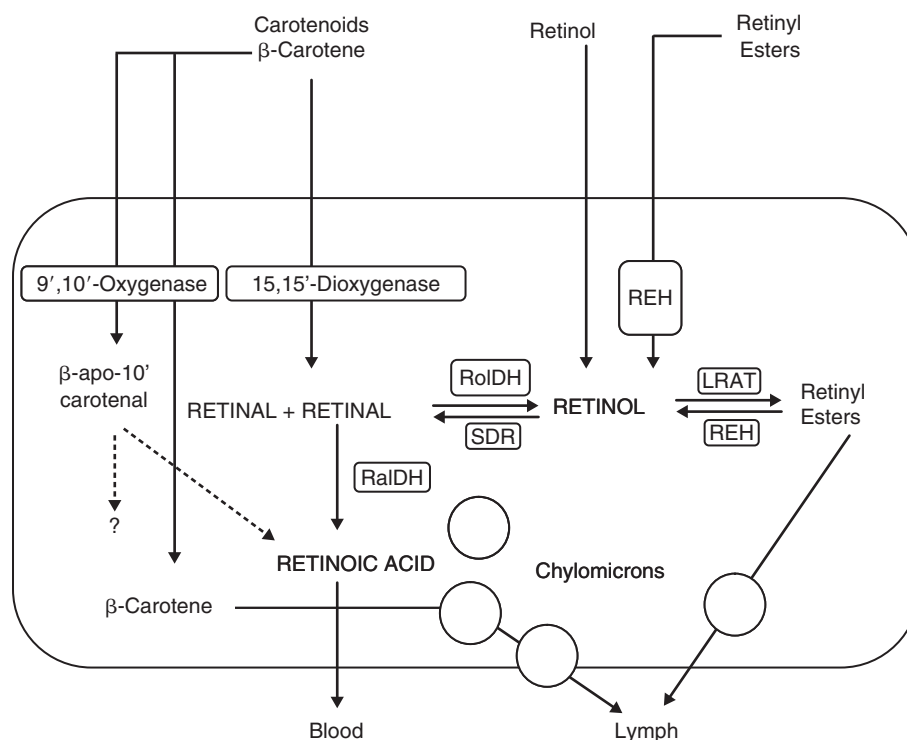 Carotenoids
β-Carotene
Retinol
Retinyl
Esters
9′,10′-Oxygenase
15,15'-Dioxygenase
REH
β-apo-10'
carotenal
RETINAL + RETINAL
RolDH
SDR
RETINOL
LRAT
REH
Retinyl
Esters
RalDH
?
RETINOIC ACID
Chylomicrons
β-Carotene
Blood
Lymph